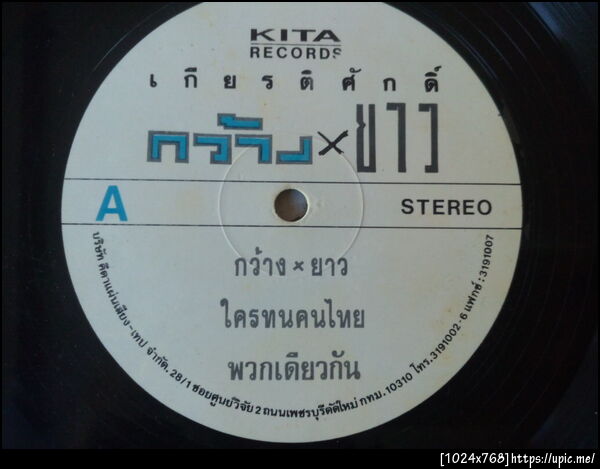 KITA
RECORDS
เกียรติศักดิ์
กว้าง × ยาว
A
STEREO
กว้าง × ยาว
ใครทนคนไทย
พวกเดียวกัน
บริษัท คีตาแผ่นเสียง-เทป จำกัด. 28/1 ซอยศูนย์วิจัย 2 ถนนเพชรบุรีตัดใหม่ กทม. 10310 โทร. 3191002-6 แฟกซ์ : 3191007
[1024x768]https://upic.me/